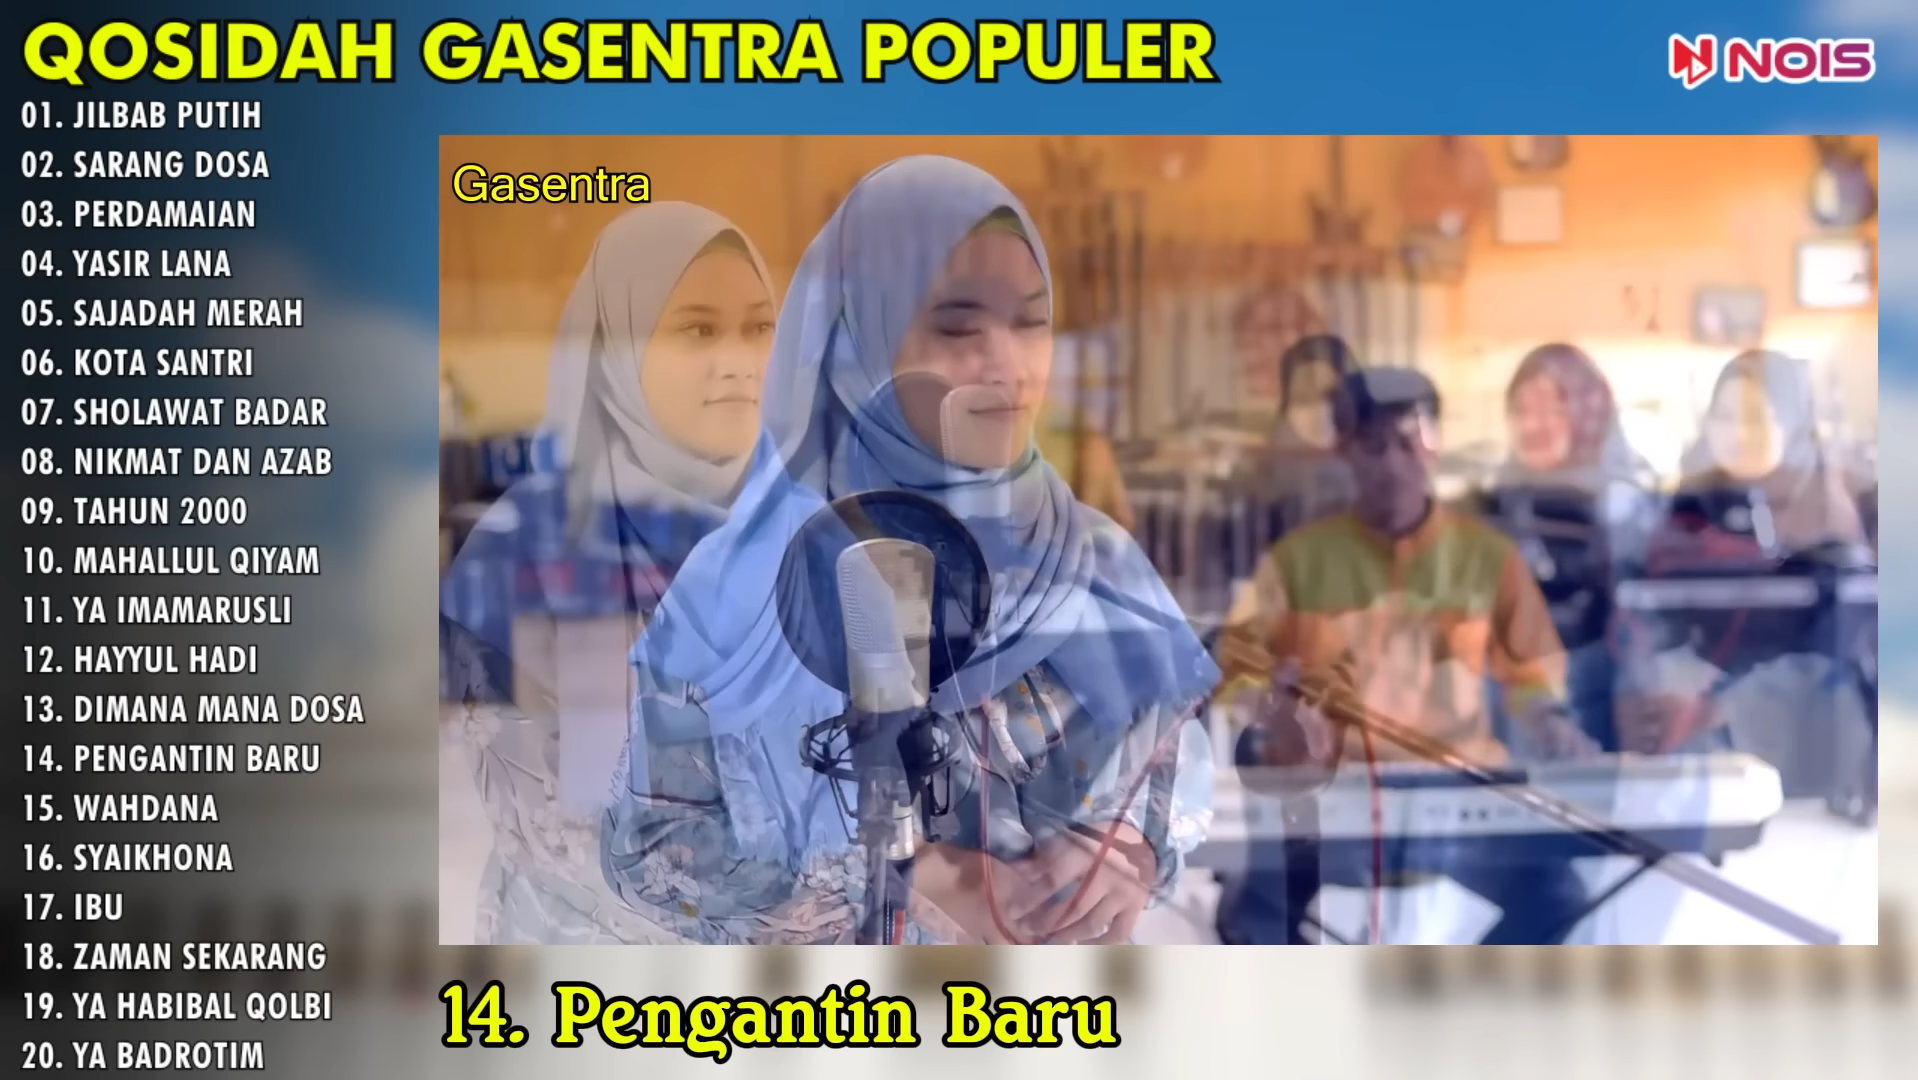 QOSIDAH GASENTRA POPULER
NOIS
01. JILBAB PUTIH
02. SARANG DOSA
03. PERDAMAIAN
04. YASIR LANA
05. SAJADAH MERAH
06. KOTA SANTRI
07. SHOLAWAT BADAR
08. NIKMAT DAN AZAB
09. TAHUN 2000
10. MAHALLUL QIYAM
11. YA IMAMARUSLI
12. HAYYUL HADI
13. DIMANA MANA DOSA
14. PENGANTIN BARU
15. WAHDANA
16. SYAIKHONA
17. IBU
18. ZAMAN SEKARANG
19. YA HABIBAL QOLBI
20. YA BADROTIM
Gasentra
14. Pengantin Baru